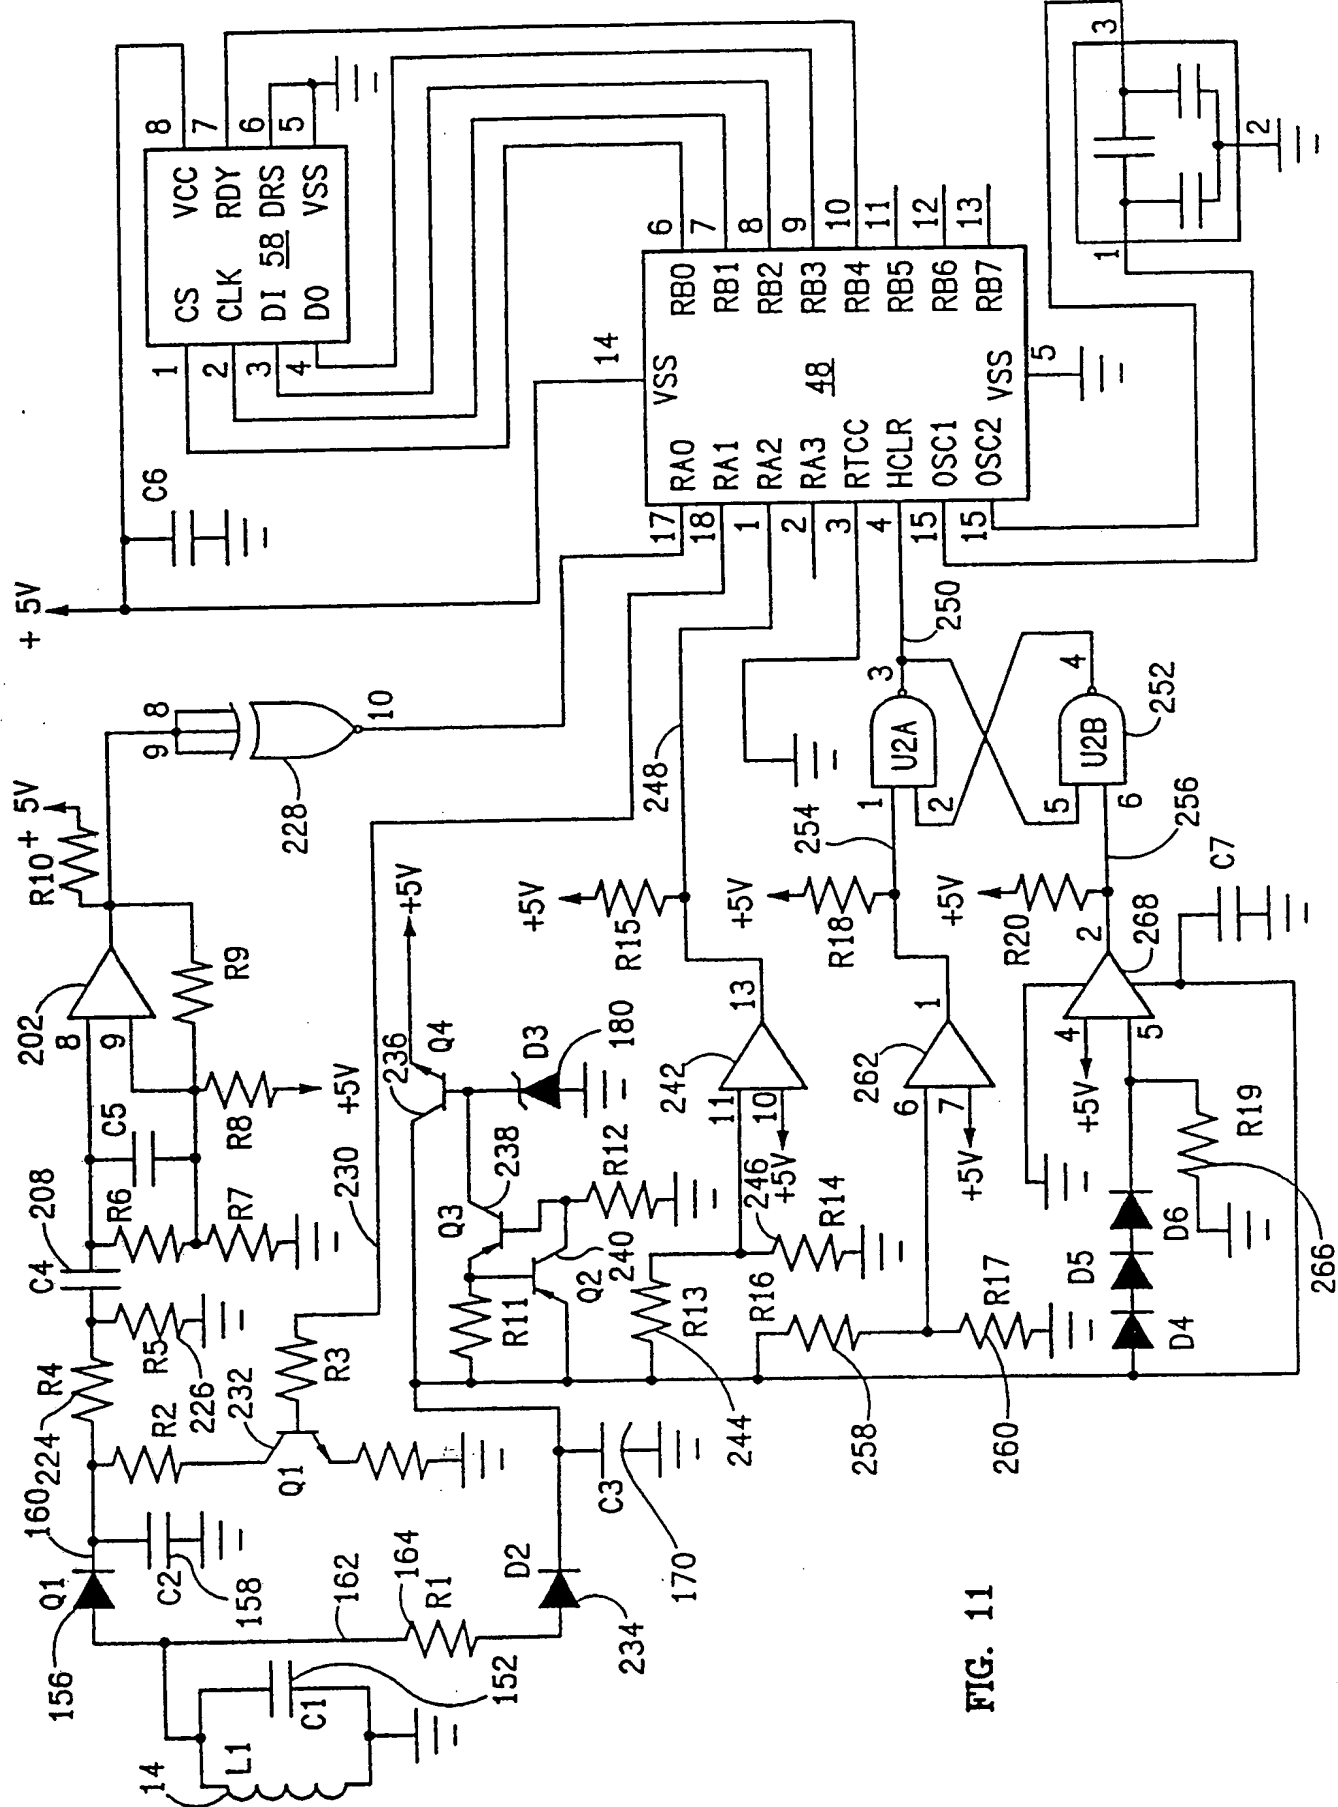 + 5V
C6
8
7
6
5
VCC
RDY
DRS
VSS
58
CS
CLK
DI
DO
1
2
3
4
14
VSS
48
RA0
RA1
RA2
RA3
RTCC
HCLR
OSC1
OSC2
RB0
RB1
RB2
RB3
RB4
RB5
RB6
RB7
VSS
5
6
7
8
9
10
11
12
13
17
18
1
2
3
4
15
15
1
2
3
R10
+ 5V
9
8
10
228
202
8
9
R9
C5
R8
+5V
208
C4
R6
R7
230
R4
R5
226
224
160
R2
232
Q1
R3
Q1
156
C2
158
162
164
R1
D2
234
14
L1
C1
152
C3
170
+5V
236
Q4
D3
180
238
Q3
R12
240
Q2
R11
248
+5V
R15
13
242
11
10
+5V
246
R14
R13
244
254
+5V
R18
1
262
6
7
+5V
R16
258
R17
260
U2A
1
2
3
250
U2B
4
5
6
252
256
+5V
R20
2
268
4
5
+5V
C7
R19
266
D6
D5
D4
FIG. 11